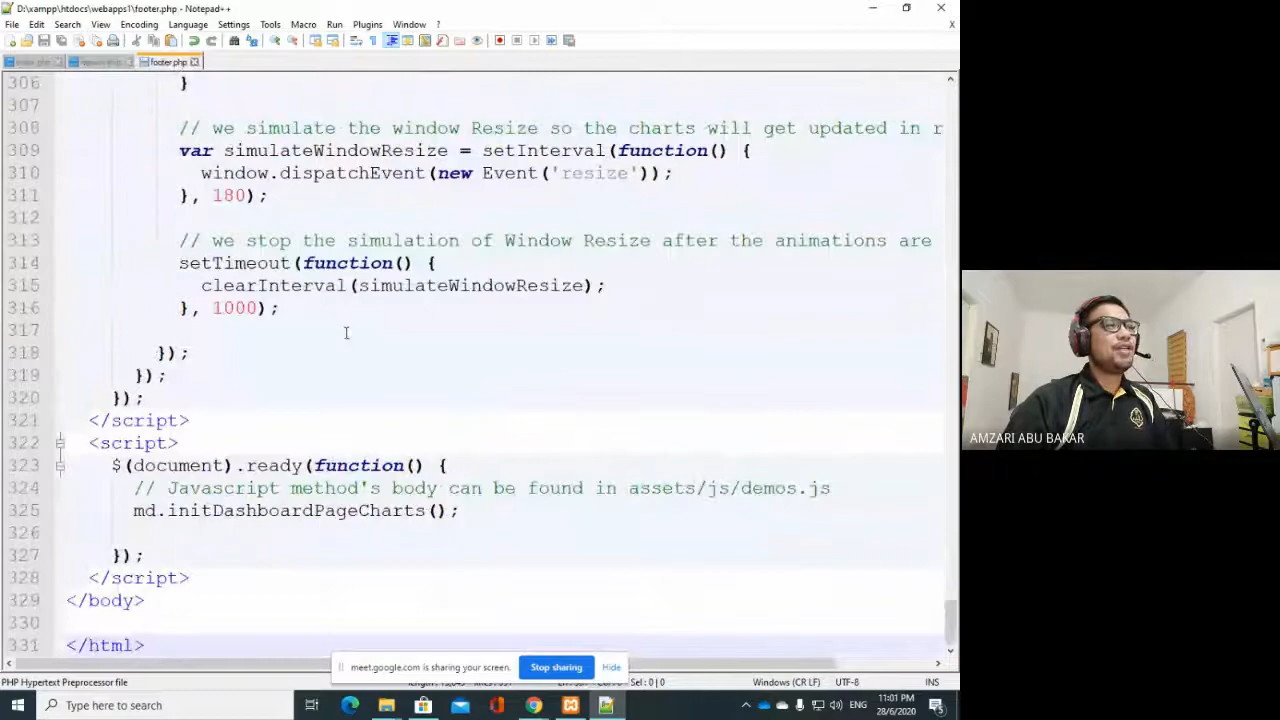 D:\xampp\htdocs\webapps1\footer.php - Notepad++
File Edit Search View Encoding Language Settings Tools Macro Run Plugins Window ?
footer.php
306 }
307
308 // we simulate the window Resize so the charts will get updated in r
309 var simulateWindowResize = setInterval(function() {
310 window.dispatchEvent(new Event('resize'));
311 }, 180);
312
313 // we stop the simulation of Window Resize after the animations are
314 setTimeout(function() {
315 clearInterval(simulateWindowResize);
316 }, 1000);
317
318 });
319 });
320 });
321 </script>
322 <script>
323 $(document).ready(function() {
324 // Javascript method's body can be found in assets/js/demos.js
325 md.initDashboardPageCharts();
326
327 });
328 </script>
329 </body>
330
331 </html>
AMZARI ABU BAKAR
meet.google.com is sharing your screen. Stop sharing Hide
PHP Hypertext Preprocessor file Sel : 0 | 0 Windows (CR LF) UTF-8 INS
Type here to search
ENG
11:01 PM
28/6/2020